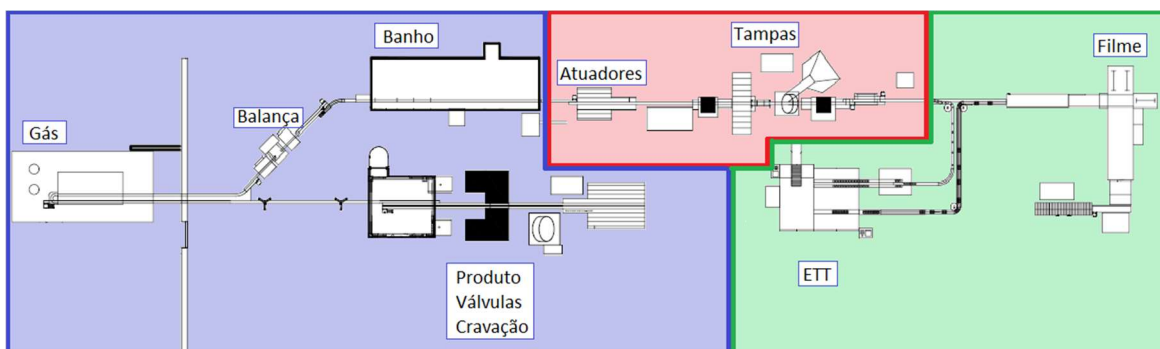 Banho
Tampas
Filme
Atuadores
Balança
Gás
Produto
Válvulas
Cravação
ETT